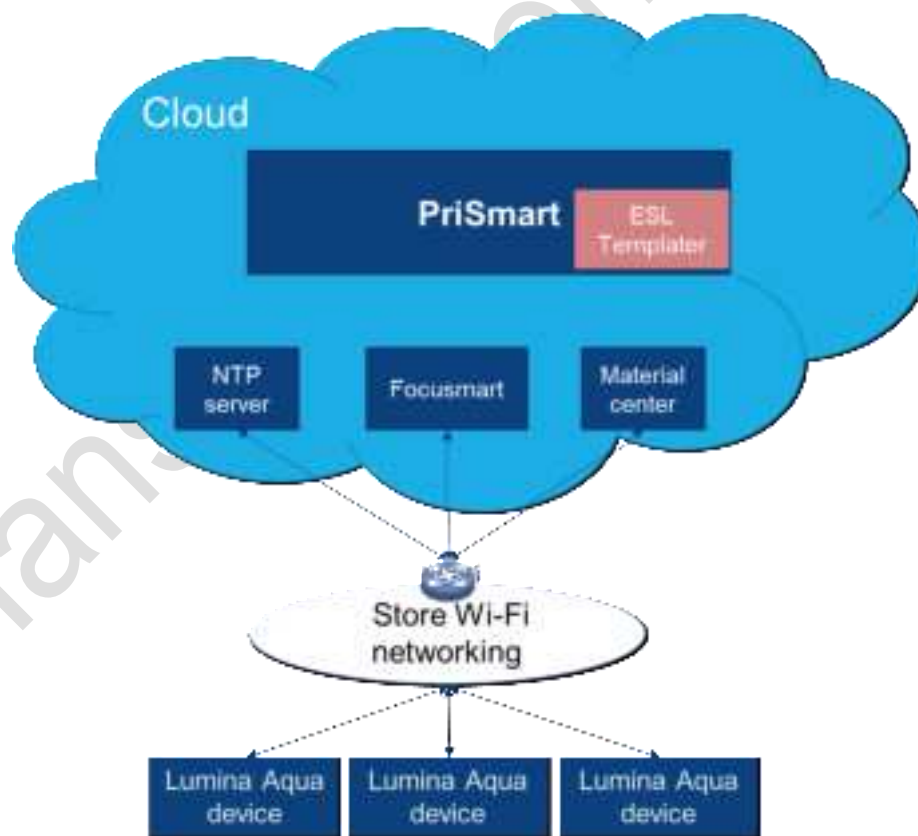 Cloud
PriSmart
ESL
Templater
NTP
server
Focusmart
Material
center
Store Wi-Fi
networking
Lumina Aqua
device
Lumina Aqua
device
Lumina Aqua
device